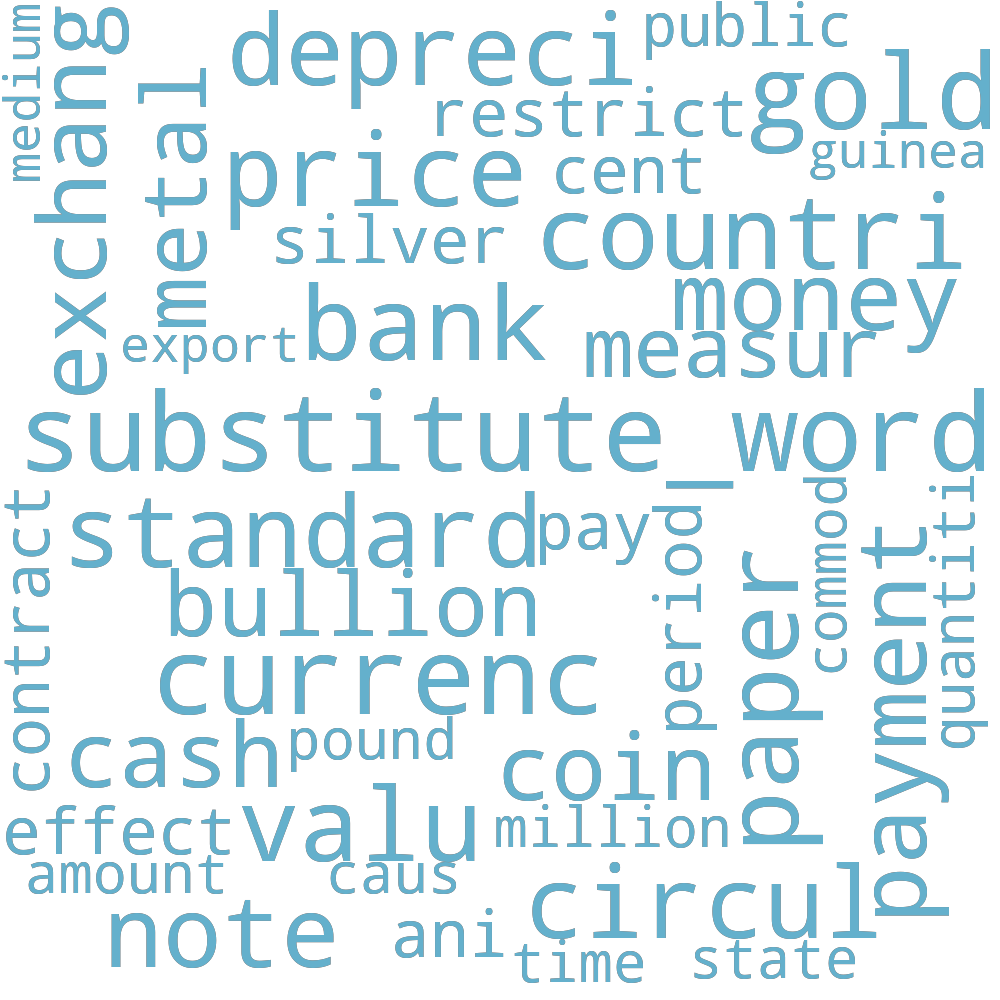 medium
exchang
metal
depreci
public
restrict
gold
guinea
price
cent
silver
countri
money
export
bank
measur
substitute word
standard
pay
contract
bullion
period
l
paper
commod
payment
quantiti
currenc
cash
pound
coin
effect
valu
million
amount
caus
circul
note
ani
time
state